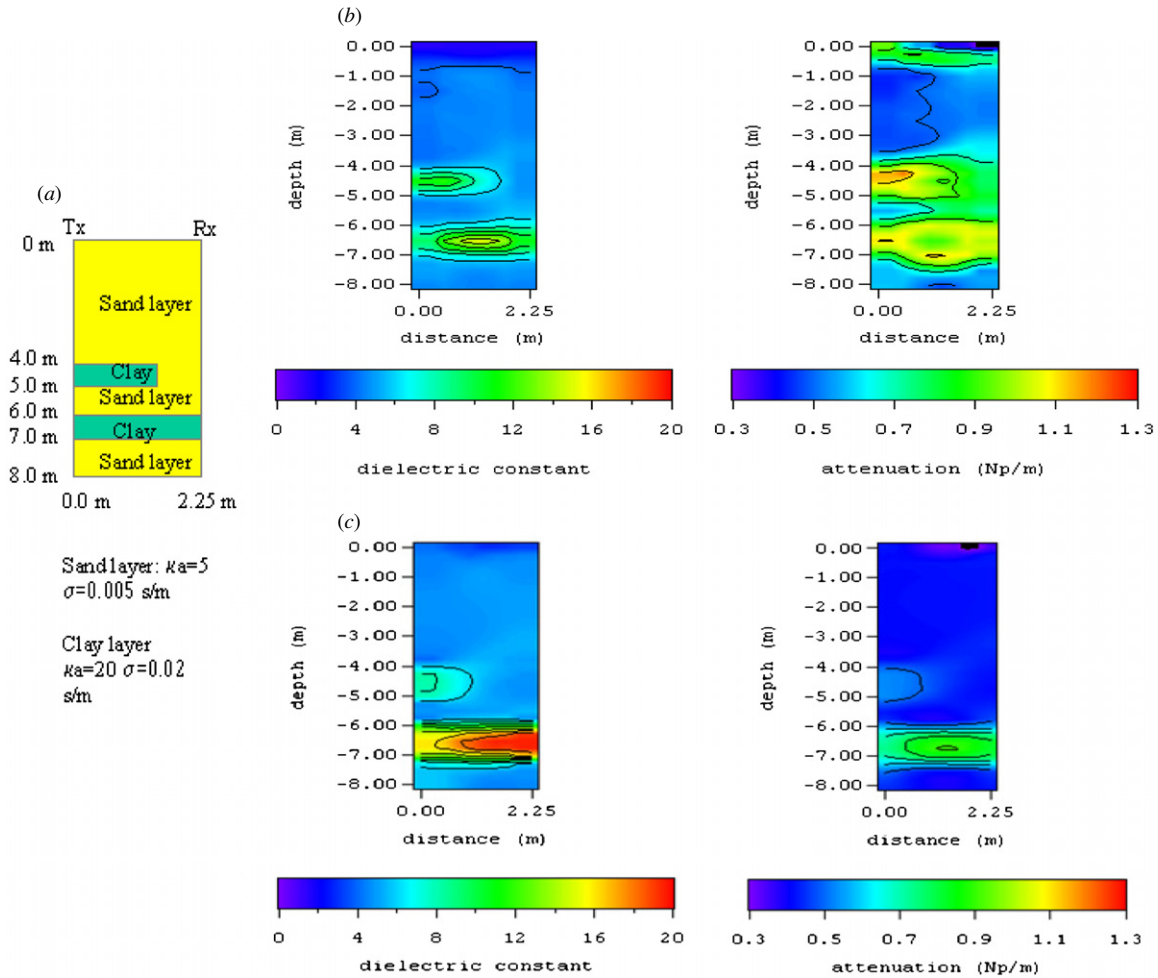 (a)
Tx Rx
0 m
Sand layer
4.0 m
Clay
5.0 m
Sand layer
6.0 m
Clay
7.0 m
Sand layer
8.0 m
0.0 m 2.25 m
Sand layer: κa=5
σ=0.005 s/m
Clay layer
κa=20 σ=0.02
s/m
(b)
depth (m)
0.00
-1.00
-2.00
-3.00
-4.00
-5.00
-6.00
-7.00
-8.00
0.00 2.25
distance (m)
0 4 8 12 16 20
dielectric constant
depth (m)
0.00
-1.00
-2.00
-3.00
-4.00
-5.00
-6.00
-7.00
-8.00
0.00 2.25
distance (m)
0.3 0.5 0.7 0.9 1.1 1.3
attenuation (Np/m)
(c)
depth (m)
0.00
-1.00
-2.00
-3.00
-4.00
-5.00
-6.00
-7.00
-8.00
0.00 2.25
distance (m)
0 4 8 12 16 20
dielectric constant
depth (m)
0.00
-1.00
-2.00
-3.00
-4.00
-5.00
-6.00
-7.00
-8.00
0.00 2.25
distance (m)
0.3 0.5 0.7 0.9 1.1 1.3
attenuation (Np/m)